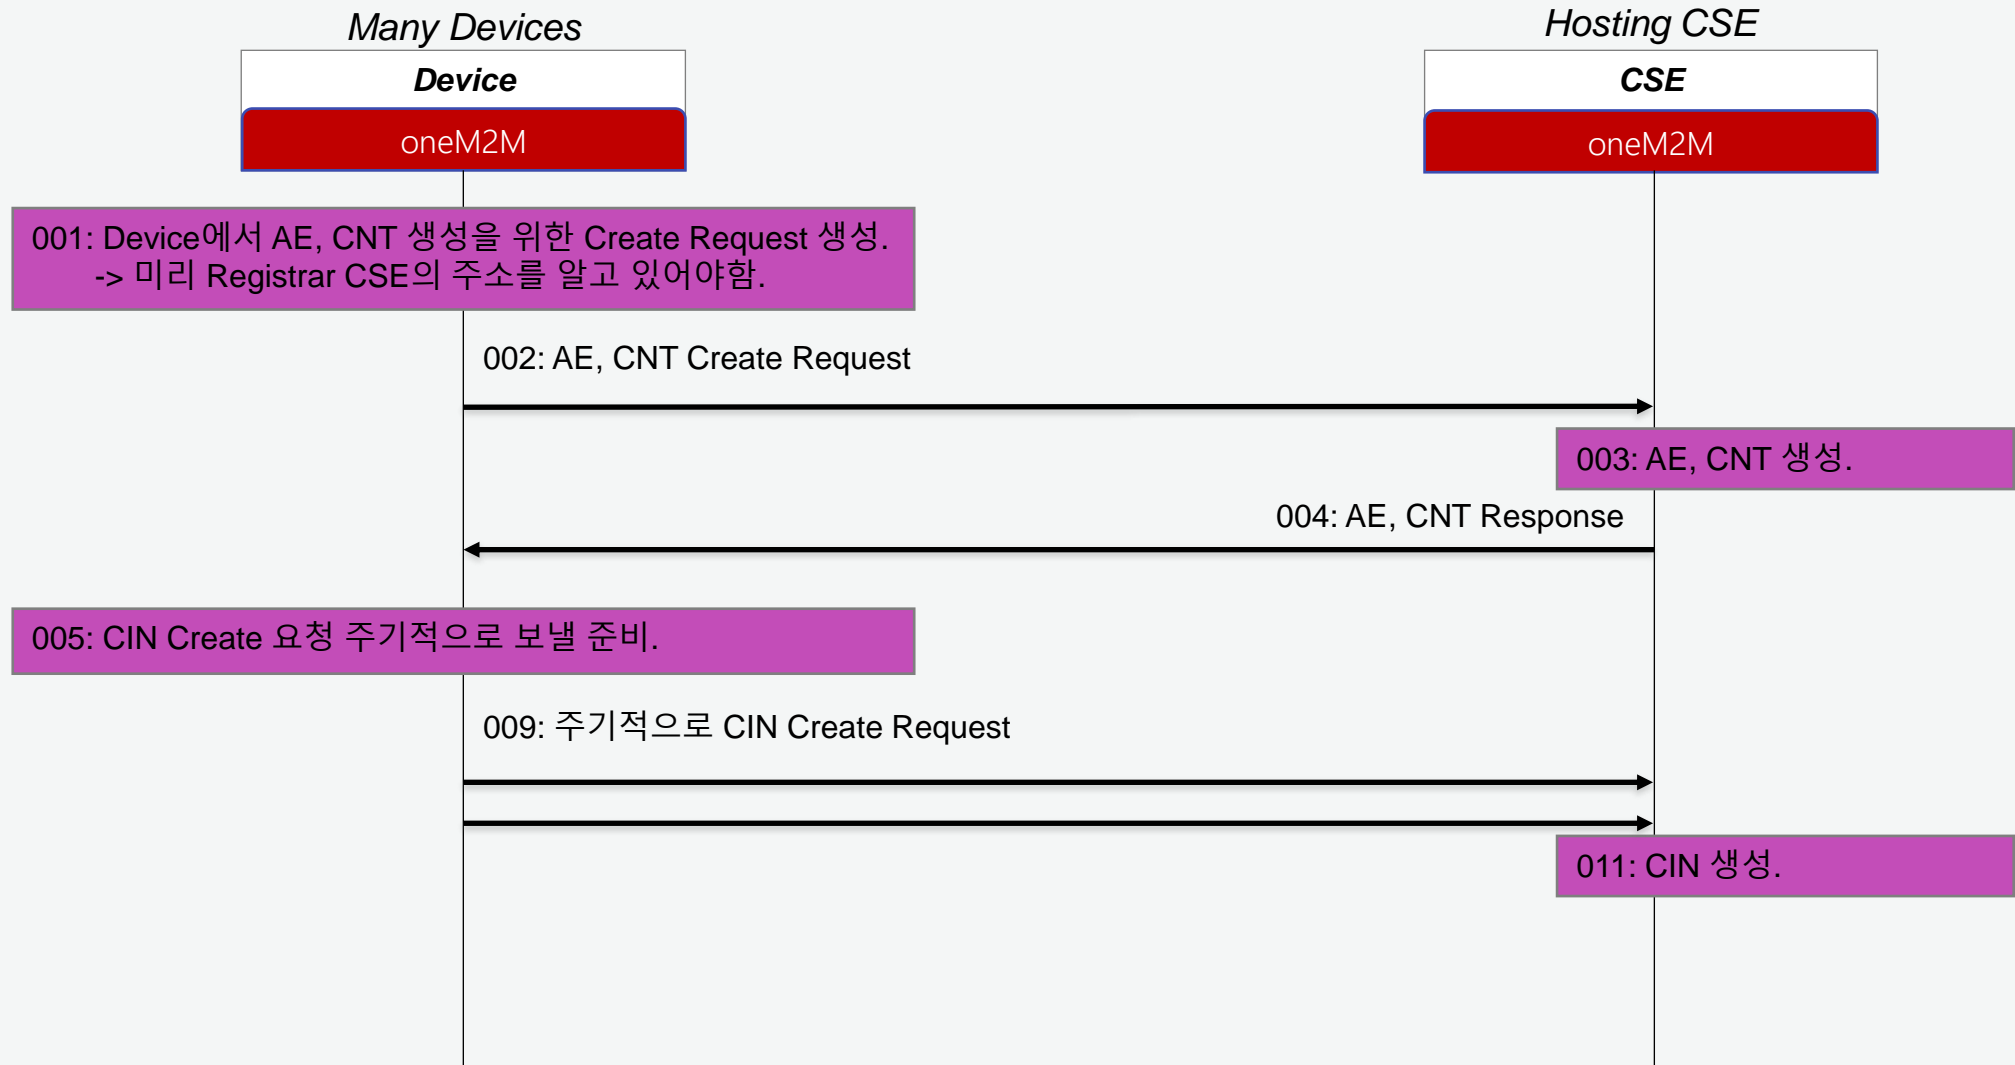 Many Devices
Hosting CSE
Device
CSE
oneM2M
oneM2M
001: Device에서 AE, CNT 생성을 위한 Create Request 생성.
-> 미리 Registrar CSE의 주소를 알고 있어야함.
002: AE, CNT Create Request
003: AE, CNT 생성.
004: AE, CNT Response
005: CIN Create 요청 주기적으로 보낼 준비.
009: 주기적으로 CIN Create Request
011: CIN 생성.